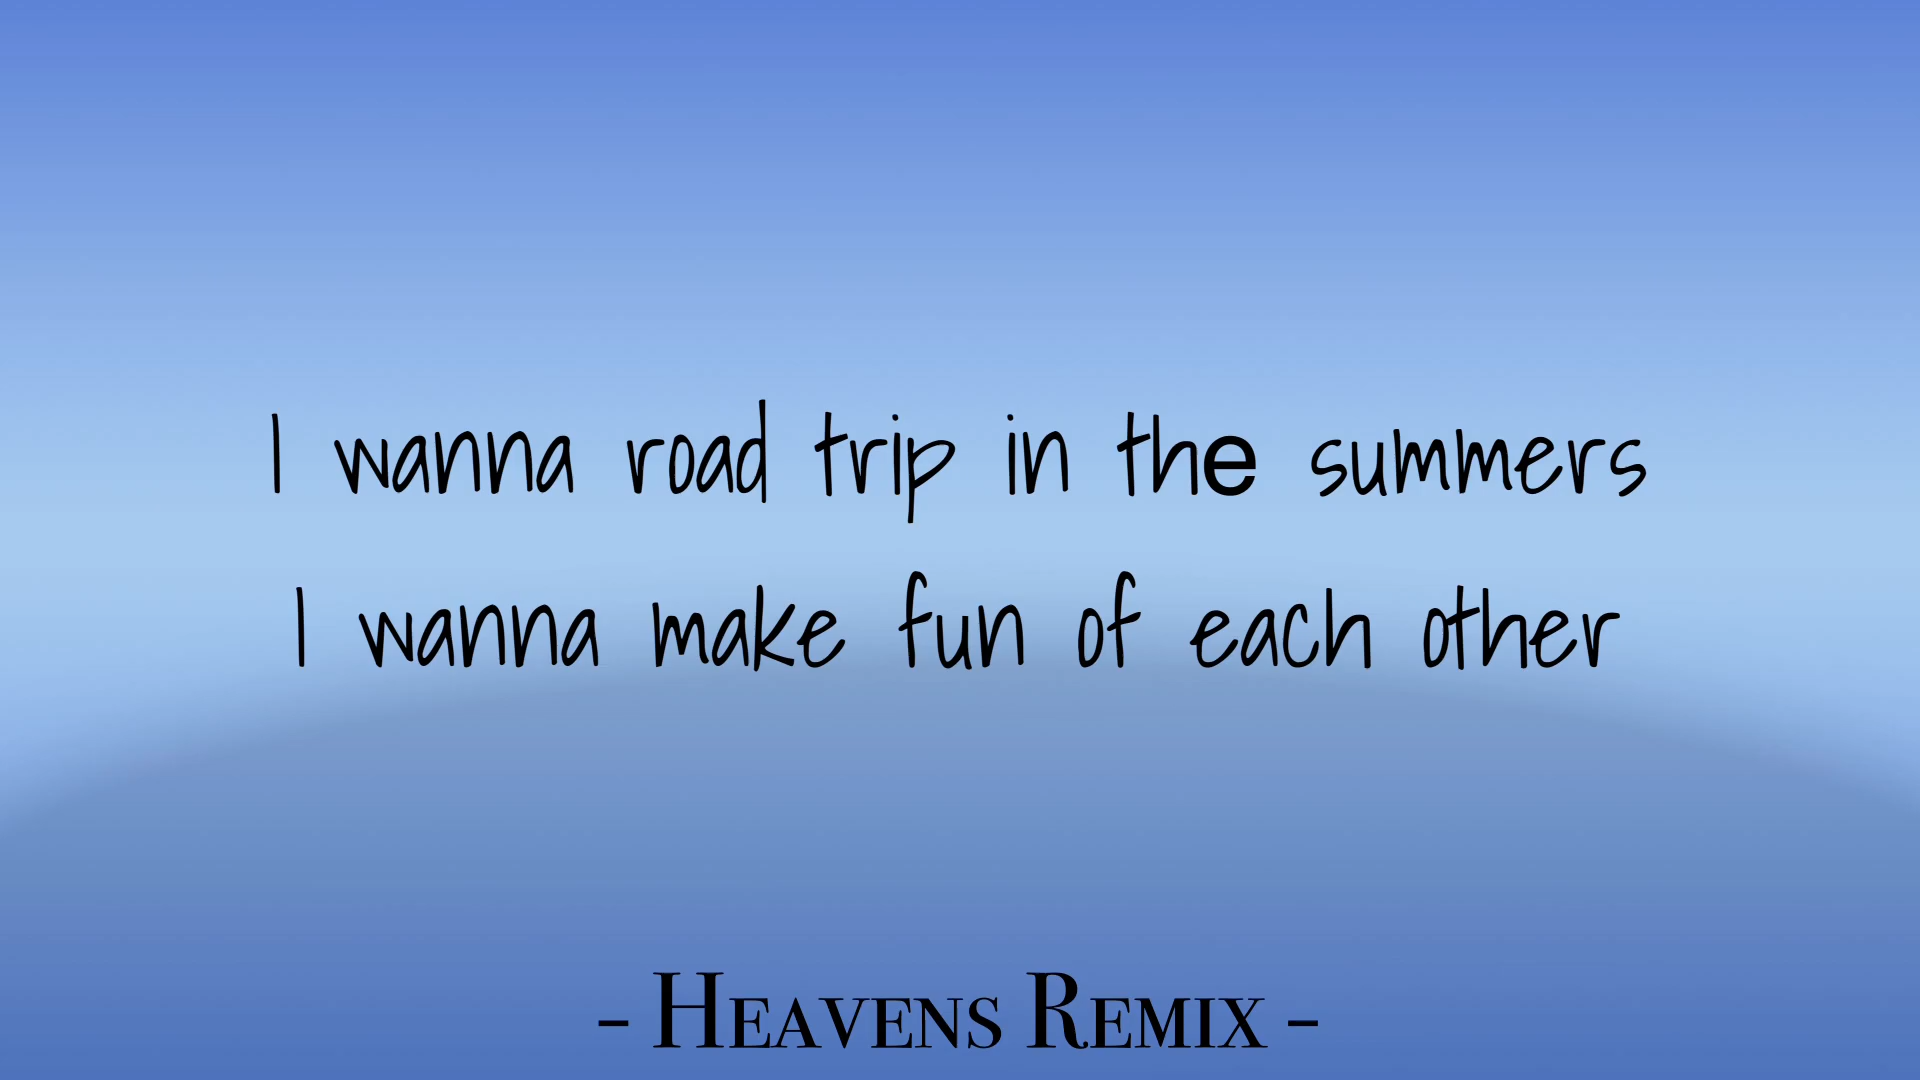 I wanna road trip in the summers
I wanna make fun of each other
- Heavens Remix -